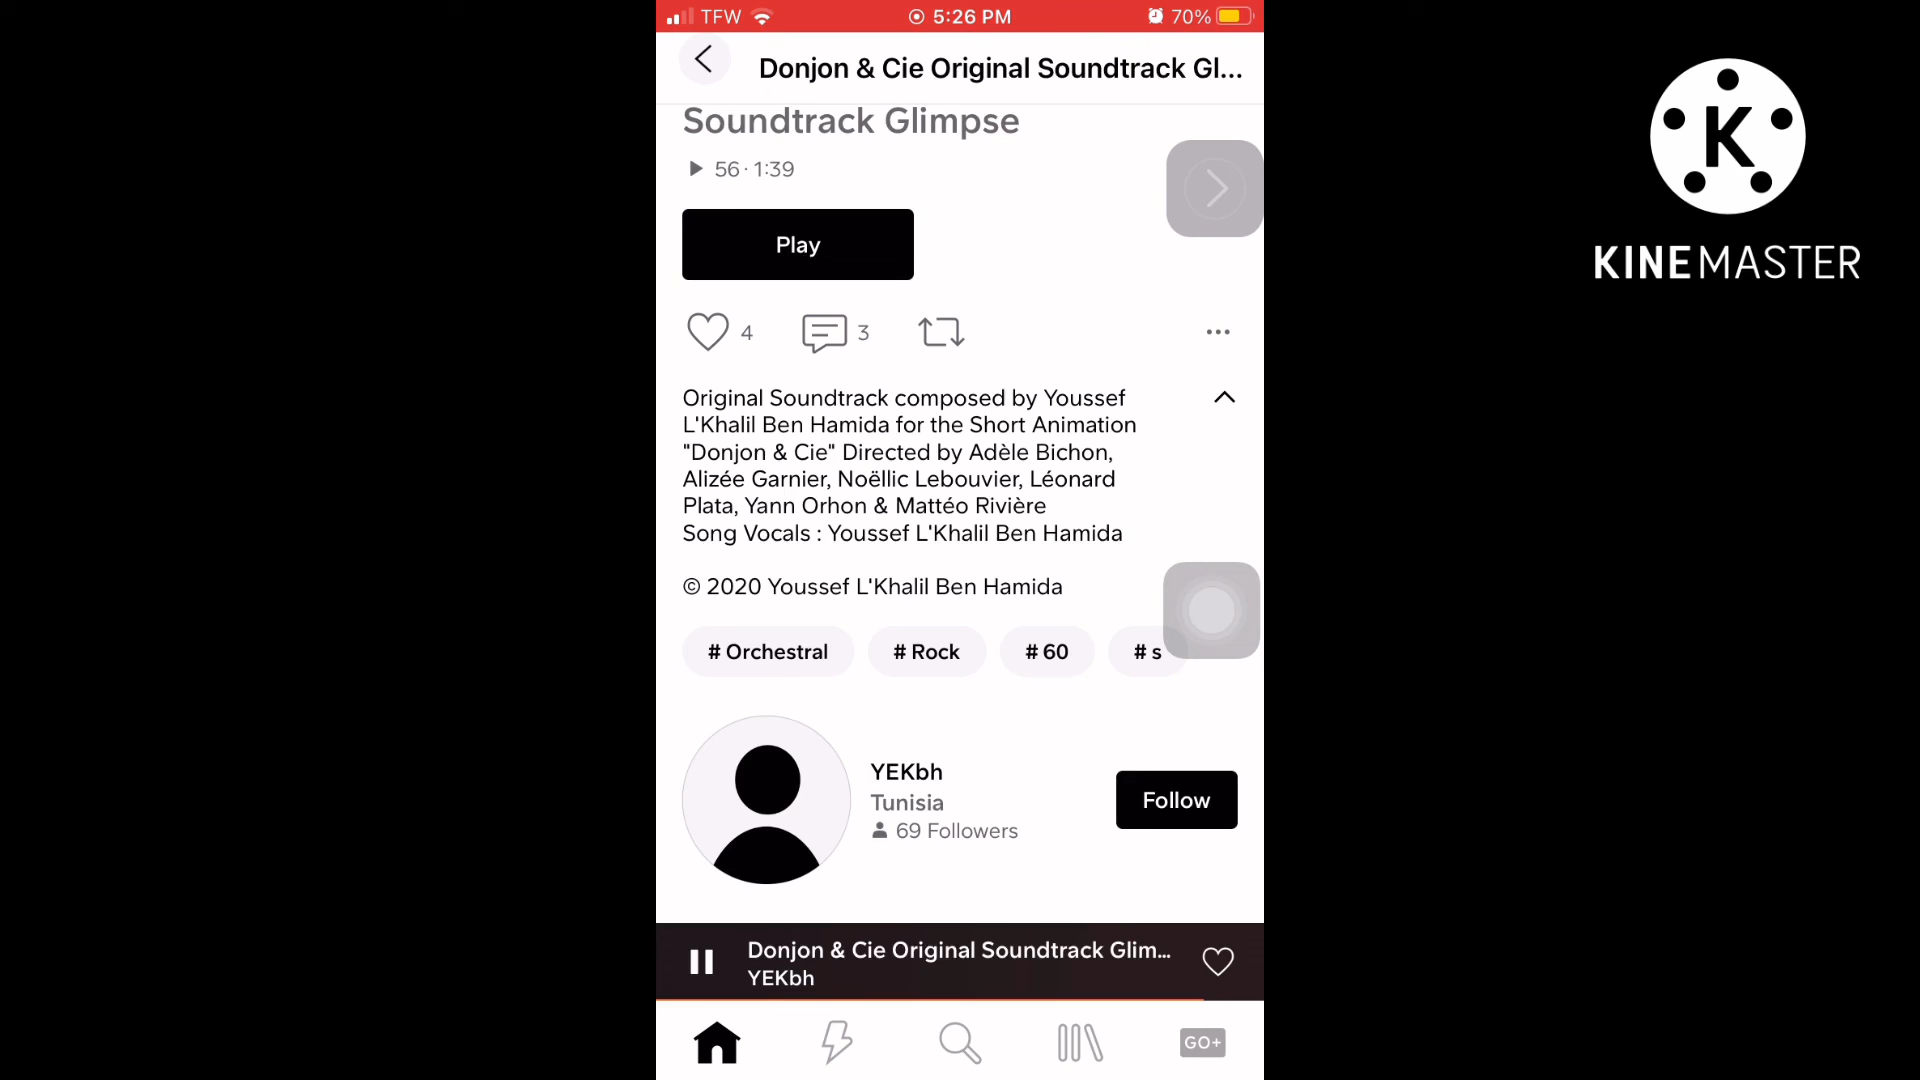 TFW 5:26 PM 70%
Donjon & Cie Original Soundtrack Gl...
Soundtrack Glimpse
56 · 1:39
Play
4 3
Original Soundtrack composed by Youssef
L'Khalil Ben Hamida for the Short Animation
"Donjon & Cie" Directed by Adèle Bichon,
Alizée Garnier, Noëllic Lebouvier, Léonard
Plata, Yann Orhon & Mattéo Rivière
Song Vocals : Youssef L'Khalil Ben Hamida
© 2020 Youssef L'Khalil Ben Hamida
# Orchestral # Rock # 60 # s
YEKbh
Tunisia
69 Followers
Follow
Donjon & Cie Original Soundtrack Glim...
YEKbh
GO+
K
KINEMASTER